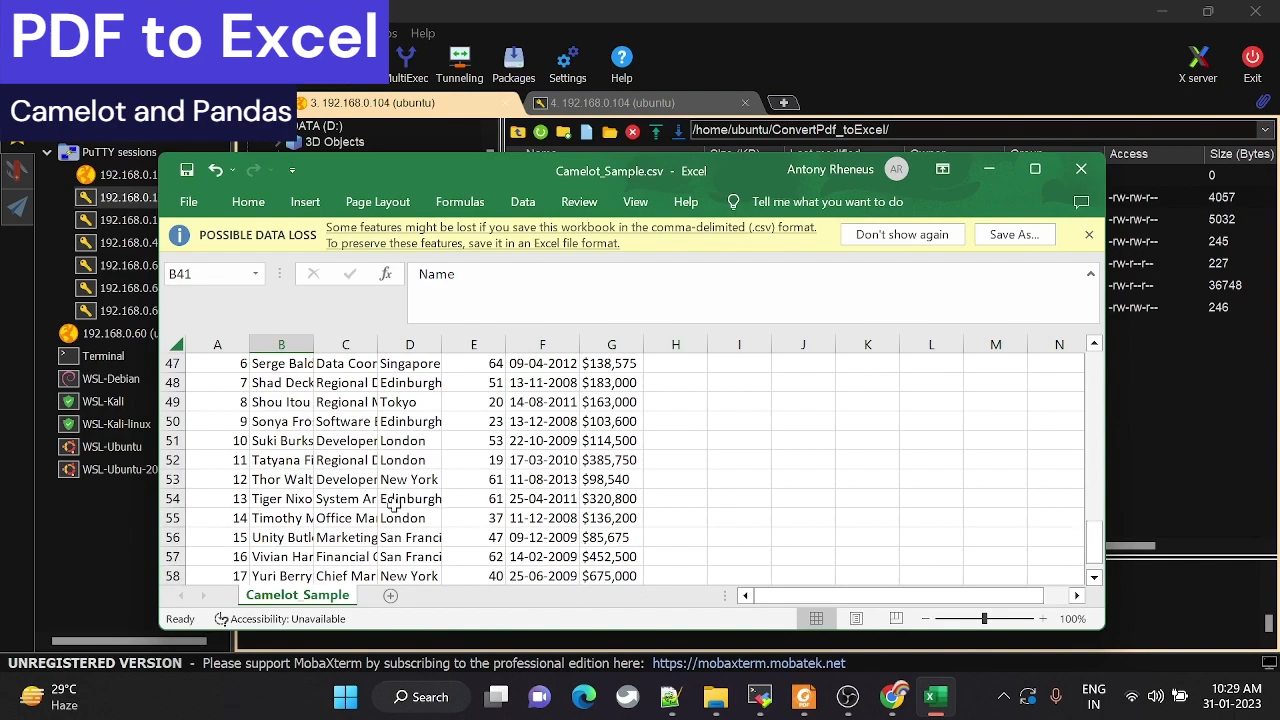 PDF to Excel
Camelot and Pandas
Help
MultiExec Tunneling Packages Settings Help
X server Exit
3. 192.168.0.104 (ubuntu)
4. 192.168.0.104 (ubuntu)
DATA (D:)
3D Objects
/home/ubuntu/ConvertPdf_toExcel/
Access Size (Bytes)
PuTTY sessions
192.168.0.1
192.168.0.1
192.168.0.1
192.168.0.4
192.168.0.6
192.168.0.6
192.168.0.6
192.168.0.60 (u
Terminal
WSL-Debian
WSL-Kali
WSL-Kali-linux
WSL-Ubuntu
WSL-Ubuntu-20
0
-rw-rw-r-- 4057
-rw-rw-r-- 5032
-rw-rw-r-- 245
-rw-r--r-- 227
-rw-rw-r-- 36748
-rw-rw-r-- 246
Camelot_Sample.csv - Excel
Antony Rheneus AR
File Home Insert Page Layout Formulas Data Review View Help Tell me what you want to do
POSSIBLE DATA LOSS Some features might be lost if you save this workbook in the comma-delimited (.csv) format.
To preserve these features, save it in an Excel file format.
Don't show again Save As...
B41 fx Name
A B C D E F G H I J K L M N
47 6 Serge Bald Data Coor Singapore 64 09-04-2012 $138,575
48 7 Shad Deck Regional D Edinburgh 51 13-11-2008 $183,000
49 8 Shou Itou Regional M Tokyo 20 14-08-2011 $163,000
50 9 Sonya Fro Software E Edinburgh 23 13-12-2008 $103,600
51 10 Suki Burks Developer London 53 22-10-2009 $114,500
52 11 Tatyana Fi Regional D London 19 17-03-2010 $385,750
53 12 Thor Walt Developer New York 61 11-08-2013 $98,540
54 13 Tiger Nixo System Ar Edinburgh 61 25-04-2011 $320,800
55 14 Timothy M Office Ma London 37 11-12-2008 $136,200
56 15 Unity Butl Marketing San Franci 47 09-12-2009 $85,675
57 16 Vivian Har Financial C San Franci 62 14-02-2009 $452,500
58 17 Yuri Berry Chief Mar New York 40 25-06-2009 $675,000
Camelot_Sample
Ready Accessibility: Unavailable 100%
UNREGISTERED VERSION - Please support MobaXterm by subscribing to the professional edition here: https://mobaxterm.mobatek.net
29°C
Haze
Search
ENG
IN
10:29 AM
31-01-2023